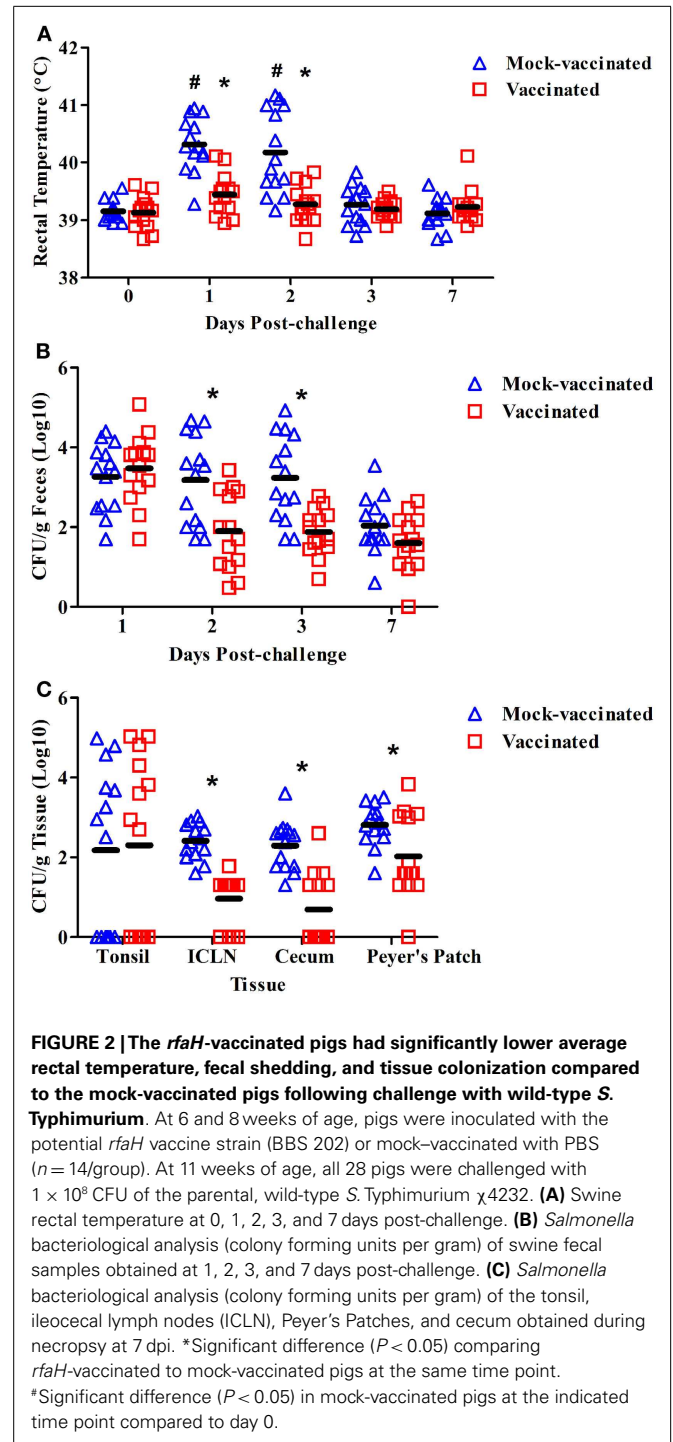 A
Rectal Temperature (°C)
42
41
40
39
38
# * # *
Mock-vaccinated
Vaccinated
0 1 2 3 7
Days Post-challenge
B
CFU/g Feces (Log10)
6
4
2
0
* *
Mock-vaccinated
Vaccinated
1 2 3 7
Days Post-challenge
C
CFU/g Tissue (Log10)
6
4
2
0
* * *
Mock-vaccinated
Vaccinated
Tonsil ICLN Cecum Peyer's Patch
Tissue
FIGURE 2 | The rfaH-vaccinated pigs had significantly lower average
rectal temperature, fecal shedding, and tissue colonization compared
to the mock-vaccinated pigs following challenge with wild-type S.
Typhimurium. At 6 and 8 weeks of age, pigs were inoculated with the
potential rfaH vaccine strain (BBS 202) or mock–vaccinated with PBS
(n = 14/group). At 11 weeks of age, all 28 pigs were challenged with
1 × 10⁸ CFU of the parental, wild-type S. Typhimurium χ4232. (A) Swine
rectal temperature at 0, 1, 2, 3, and 7 days post-challenge. (B) Salmonella
bacteriological analysis (colony forming units per gram) of swine fecal
samples obtained at 1, 2, 3, and 7 days post-challenge. (C) Salmonella
bacteriological analysis (colony forming units per gram) of the tonsil,
ileocecal lymph nodes (ICLN), Peyer's Patches, and cecum obtained during
necropsy at 7 dpi. *Significant difference (P < 0.05) comparing
rfaH-vaccinated to mock-vaccinated pigs at the same time point.
#Significant difference (P < 0.05) in mock-vaccinated pigs at the indicated
time point compared to day 0.